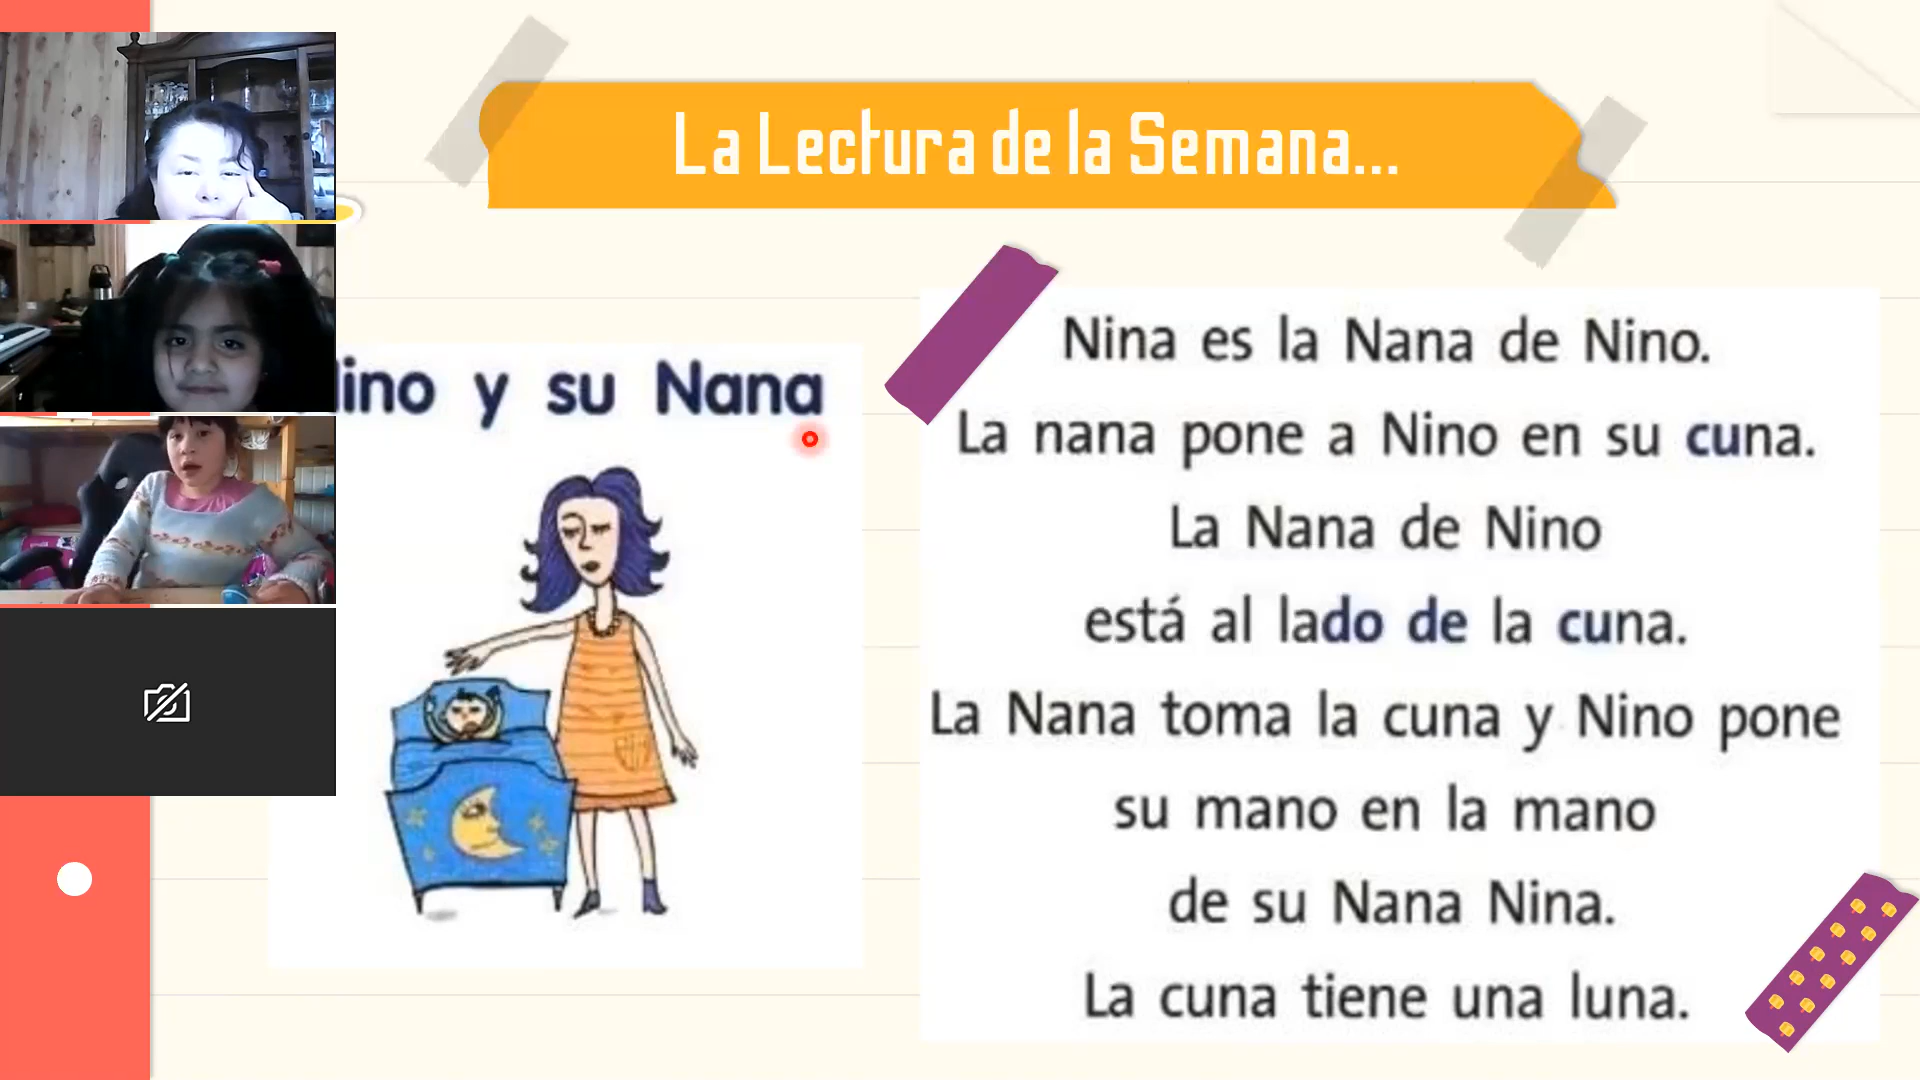 La Lectura de la Semana...
ino y su Nana
Nina es la Nana de Nino.
La nana pone a Nino en su cuna.
La Nana de Nino
está al lado de la cuna.
La Nana toma la cuna y Nino pone
su mano en la mano
de su Nana Nina.
La cuna tiene una luna.